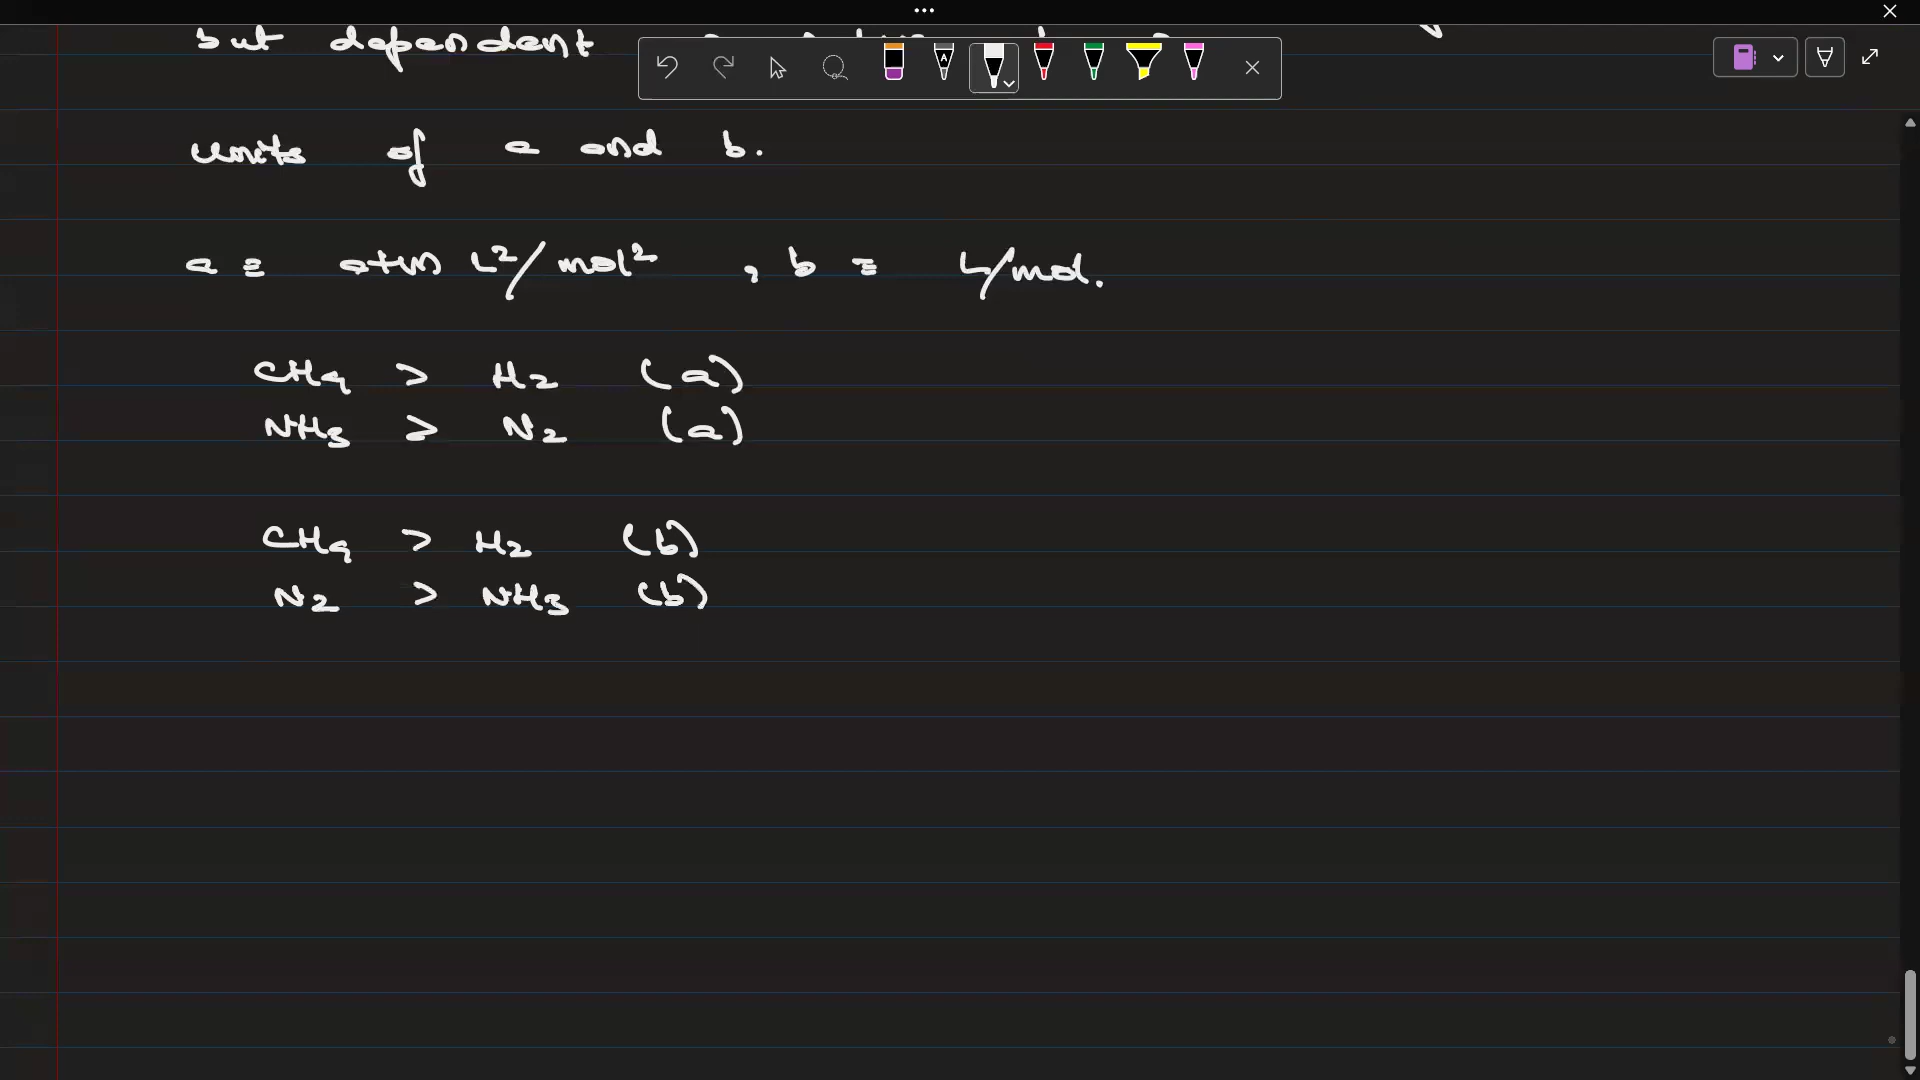 but dependent
units of a and b.
a ≡ atm L²/mol² , b ≡ L/mol.
CH₄ > H₂ (a)
NH₃ > N₂ (a)
CH₄ > H₂ (b)
N₂ > NH₃ (b)